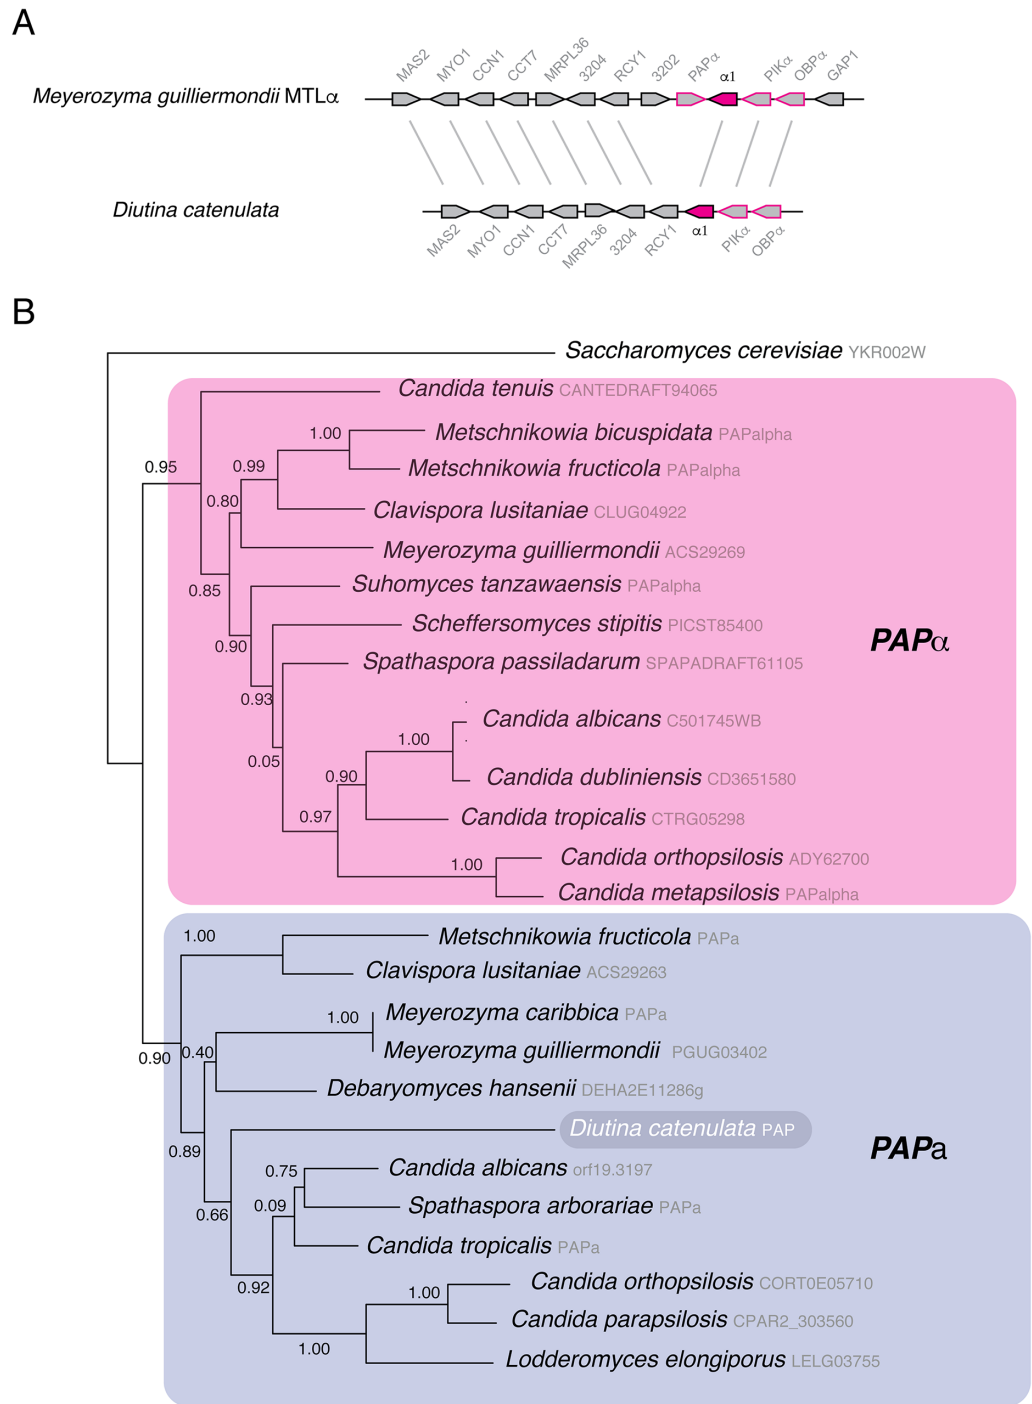 A
MAS2 MYO1 CCN1 CCT7 MRPL36 3204 RCY1 3202 PAPα α1 PIKα OBPα GAP1
Meyerozyma guilliermondii MTLα
Diutina catenulata
MAS2 MYO1 CCN1 CCT7 MRPL36 3204 RCY1 α1 PIKα OBPα
B
Saccharomyces cerevisiae YKR002W
Candida tenuis CANTEDRAFT94065
1.00 Metschnikowia bicuspidata PAPalpha
0.95 0.99 Metschnikowia fructicola PAPalpha
0.80 Clavispora lusitaniae CLUG04922
Meyerozyma guilliermondii ACS29269
0.85 Suhomyces tanzawaensis PAPalpha
Scheffersomyces stipitis PICST85400
0.90 PAPα
Spathaspora passiladarum SPAPADRAFT61105
0.93
Candida albicans C501745WB
1.00
0.05
0.90 Candida dubliniensis CD3651580
0.97 Candida tropicalis CTRG05298
1.00 Candida orthopsilosis ADY62700
Candida metapsilosis PAPalpha
1.00 Metschnikowia fructicola PAPa
Clavispora lusitaniae ACS29263
1.00 Meyerozyma caribbica PAPa
0.90 0.40 Meyerozyma guilliermondii PGUG03402
Debaryomyces hansenii DEHA2E11286g
Diutina catenulata PAP
0.89 PAPa
0.75 Candida albicans orf19.3197
0.66 0.09 Spathaspora arborariae PAPa
Candida tropicalis PAPa
0.92 1.00 Candida orthopsilosis CORT0E05710
Candida parapsilosis CPAR2_303560
1.00 Lodderomyces elongiporus LELG03755